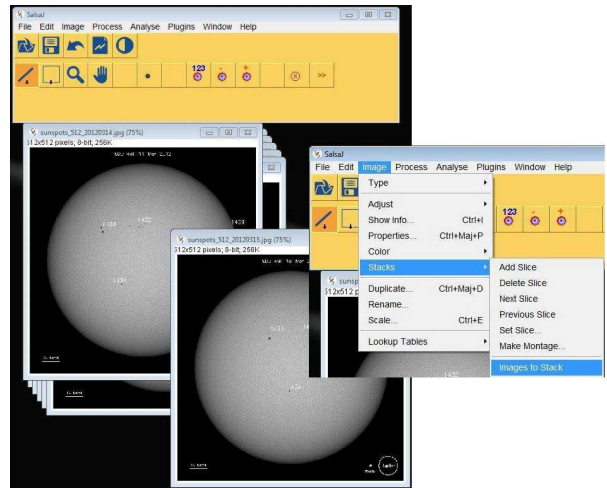 SalsaJ
File Edit Image Process Analyse Plugins Window Help
123
-
+
>>
sunspots_512_20120314.jpg (75%)
512x512 pixels; 8-bit; 256K
1429
sunspots_512_20120315.jpg (75%)
512x512 pixels; 8-bit; 256K
SalsaJ
File Edit Image Process Analyse Plugins Window Help
Type
Adjust
Show Info... Ctrl+I
Properties... Ctrl+Maj+P
Color
Stacks
Duplicate... Ctrl+Maj+D
Rename...
Scale... Ctrl+E
Lookup Tables
Add Slice
Delete Slice
Next Slice
Previous Slice
Set Slice...
Make Montage...
Images to Stack
123
-
+